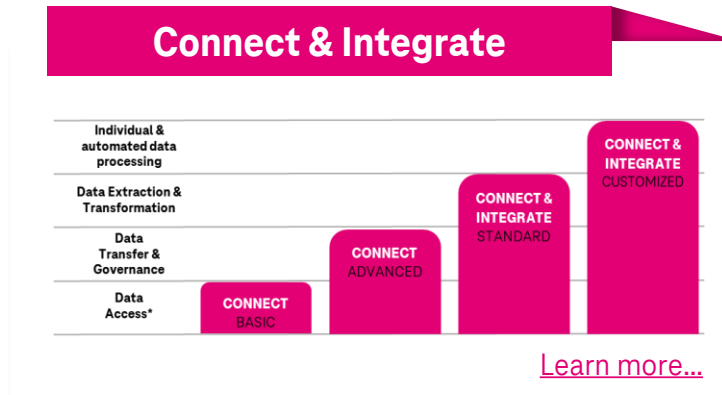 Connect & Integrate
Individual &
automated data
processing
Data Extraction &
Transformation
Data
Transfer &
Governance
Data
Access*
CONNECT
BASIC
CONNECT
ADVANCED
CONNECT &
INTEGRATE
STANDARD
CONNECT &
INTEGRATE
CUSTOMIZED
Learn more...